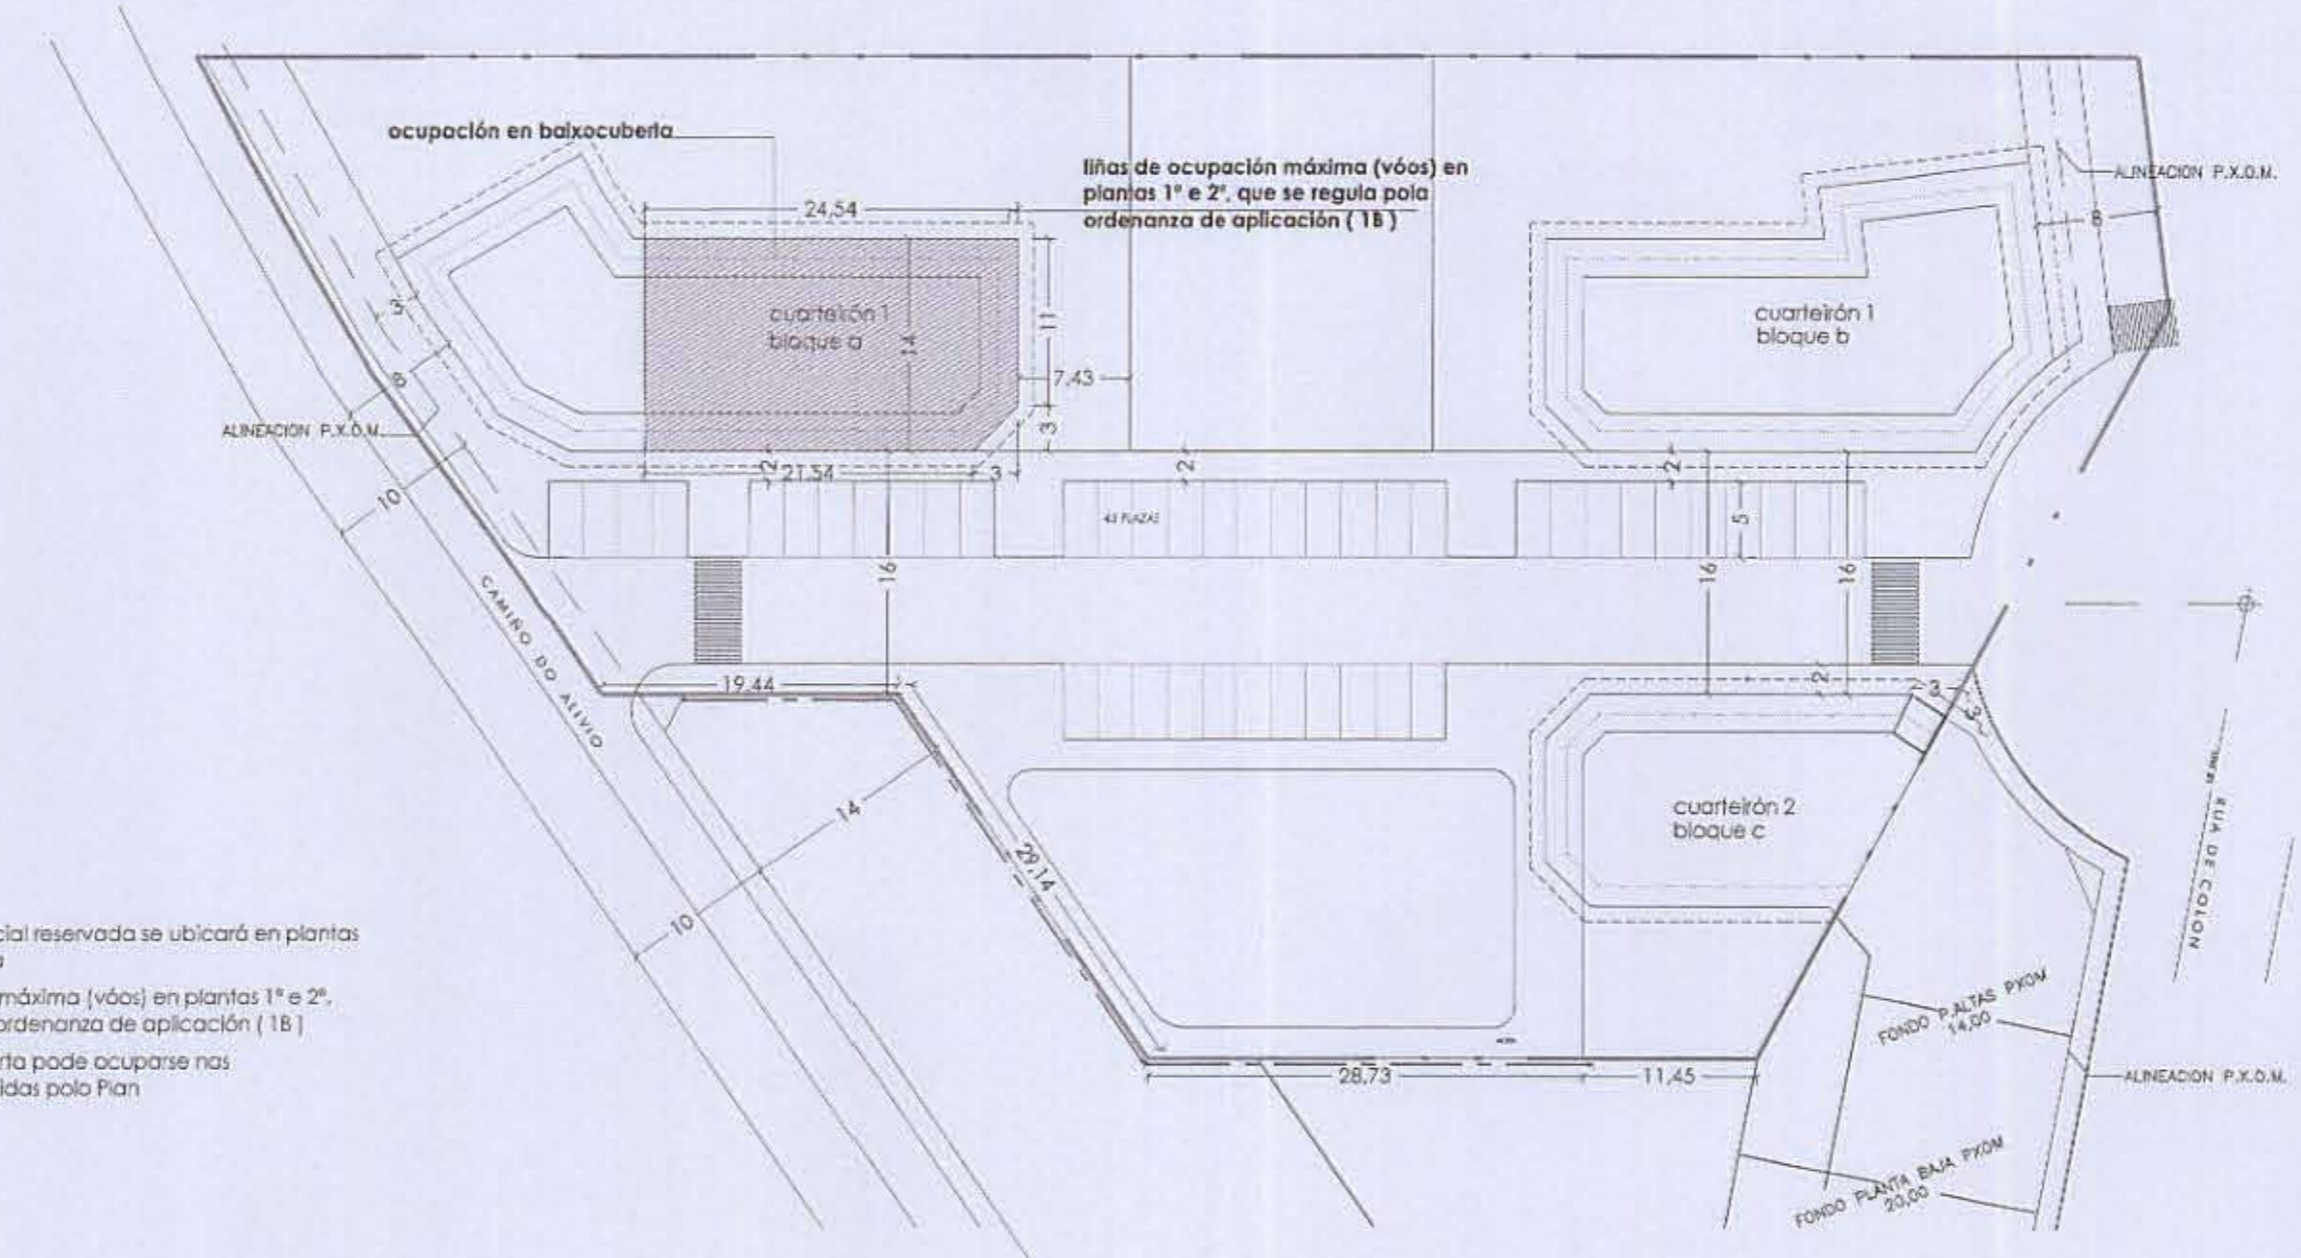 ocupación en baixocuberta
liñas de ocupación máxima (vóos) en
plantas 1ª e 2ª, que se regula pola
ordenanza de aplicación ( 1B )
ALINEACION P.X.O.M.
24,54
8
3
cuarteirón 1
bloque a
14
11
cuarteirón 1
bloque b
7,43
8
3
ALINEACION P.X.O.M.
2
21,54
3
2
2
10
43 PLAZAS
5
16
16
16
CAMIÑO DO ALIVIO
19,44
2
3
3
14
cuarteirón 2
bloque c
RUA DE COLON
29,14
10
cial reservada se ubicará en plantas
a
máxima (vóos) en plantas 1ª e 2ª,
ordenanza de aplicación ( 1B )
rta pode ocuparse nas
idas polo Plan
FONDO P.ALTAS PXOM
14,00
28,73
11,45
ALINEACION P.X.O.M.
FONDO PLANTA BAJA PXOM
20,00